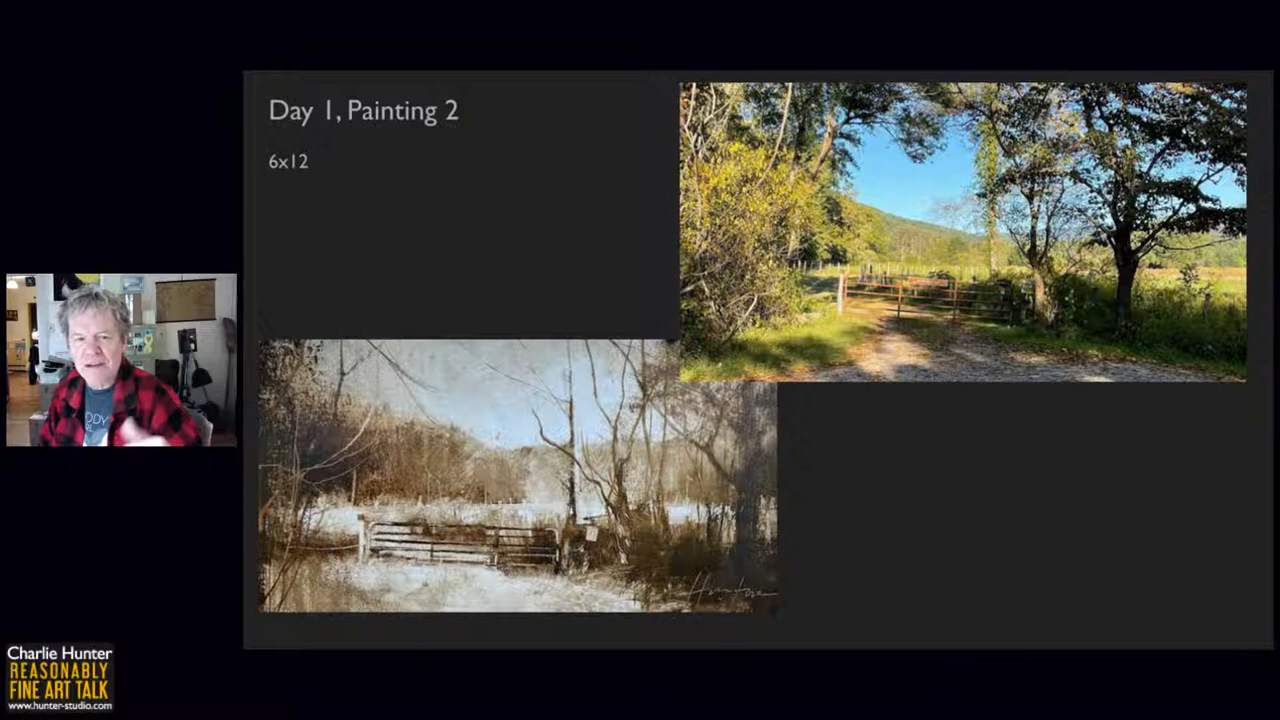 Day 1, Painting 2
6x12
Charlie Hunter
REASONABLY
FINE ART TALK
www.hunter-studio.com